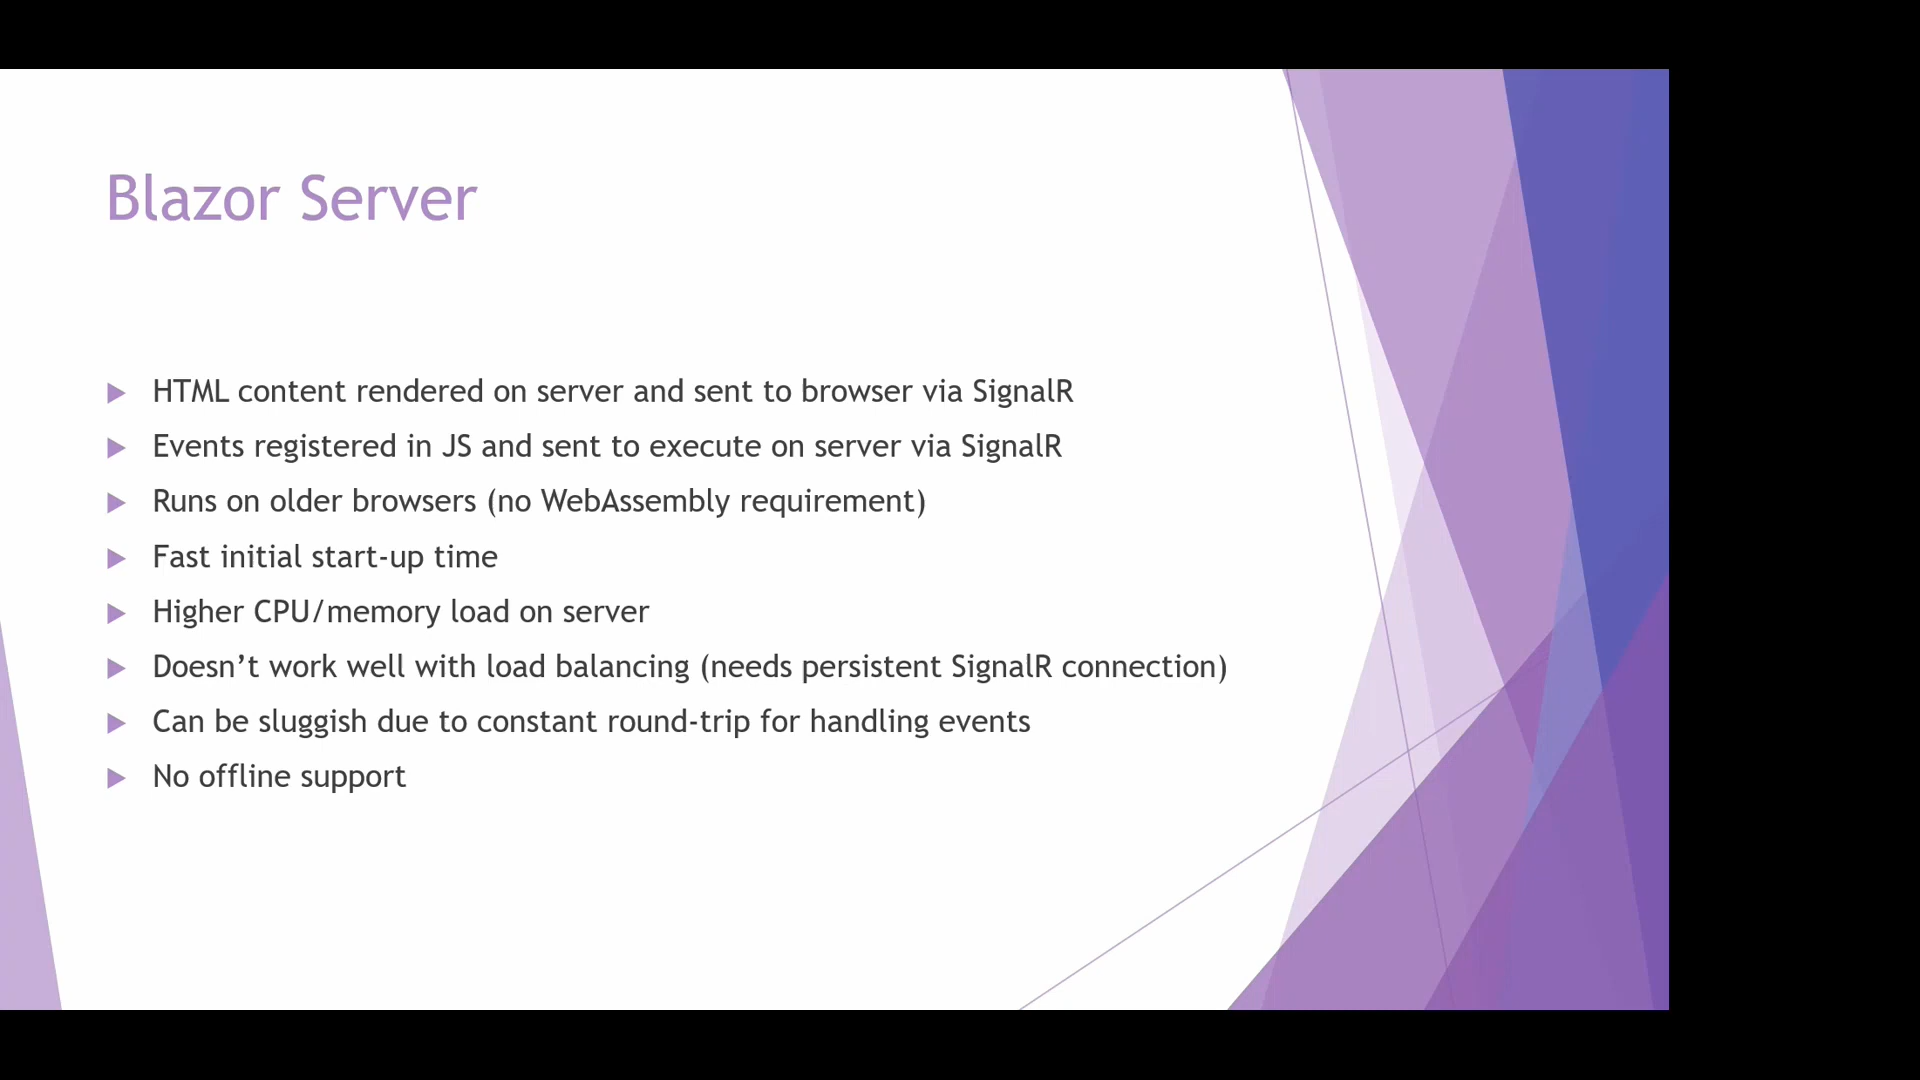 Blazor Server
HTML content rendered on server and sent to browser via SignalR
Events registered in JS and sent to execute on server via SignalR
Runs on older browsers (no WebAssembly requirement)
Fast initial start-up time
Higher CPU/memory load on server
Doesn’t work well with load balancing (needs persistent SignalR connection)
Can be sluggish due to constant round-trip for handling events
No offline support